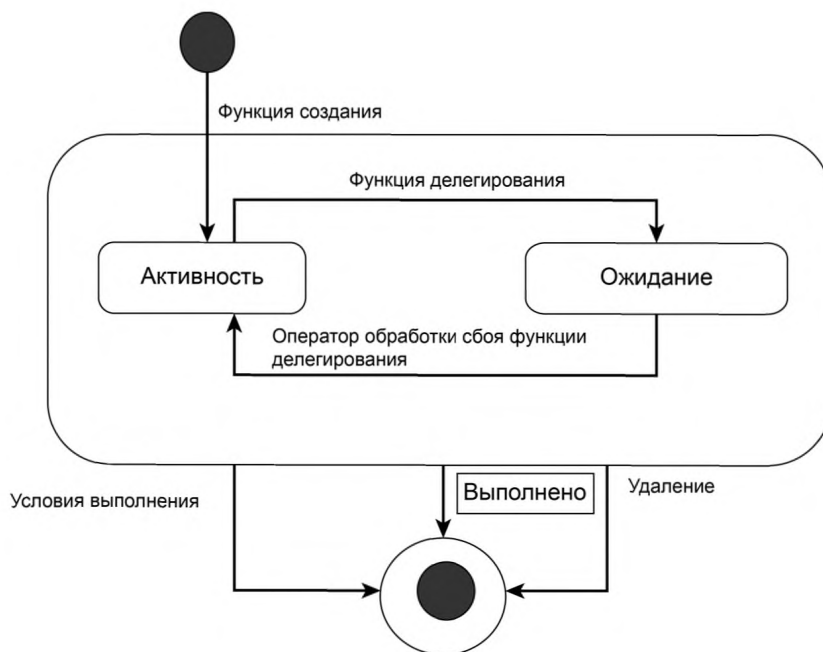 Функция создания
Функция делегирования
Активность
Ожидание
Оператор обработки сбоя функции
делегирования
Условия выполнения
Выполнено
Удаление